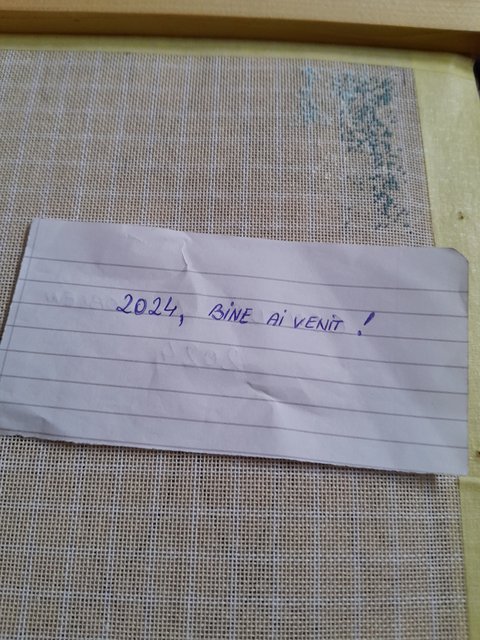 2024, BiNE Ai VENiT !